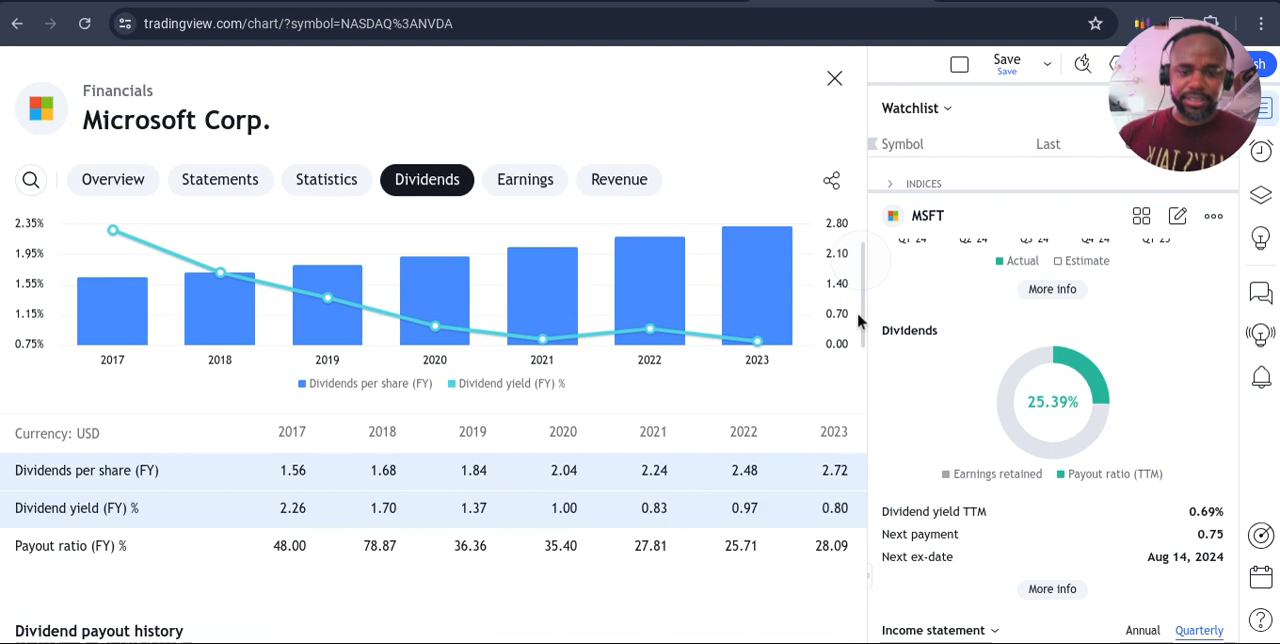 tradingview.com/chart/?symbol=NASDAQ%3ANVDA
Financials
Microsoft Corp.
Overview
Statements
Statistics
Dividends
Earnings
Revenue
2.35%
1.95%
1.55%
1.15%
0.75%
2.80
2.10
1.40
0.70
0.00
2017
2018
2019
2020
2021
2022
2023
Dividends per share (FY)
Dividend yield (FY) %
Currency: USD 2017 2018 2019 2020 2021 2022 2023
Dividends per share (FY) 1.56 1.68 1.84 2.04 2.24 2.48 2.72
Dividend yield (FY) % 2.26 1.70 1.37 1.00 0.83 0.97 0.80
Payout ratio (FY) % 48.00 78.87 36.36 35.40 27.81 25.71 28.09
Dividend payout history
Save
Save
Watchlist
Symbol Last
INDICES
MSFT
Actual Estimate
More info
Dividends
25.39%
Earnings retained Payout ratio (TTM)
Dividend yield TTM 0.69%
Next payment 0.75
Next ex-date Aug 14, 2024
More info
Income statement Annual Quarterly